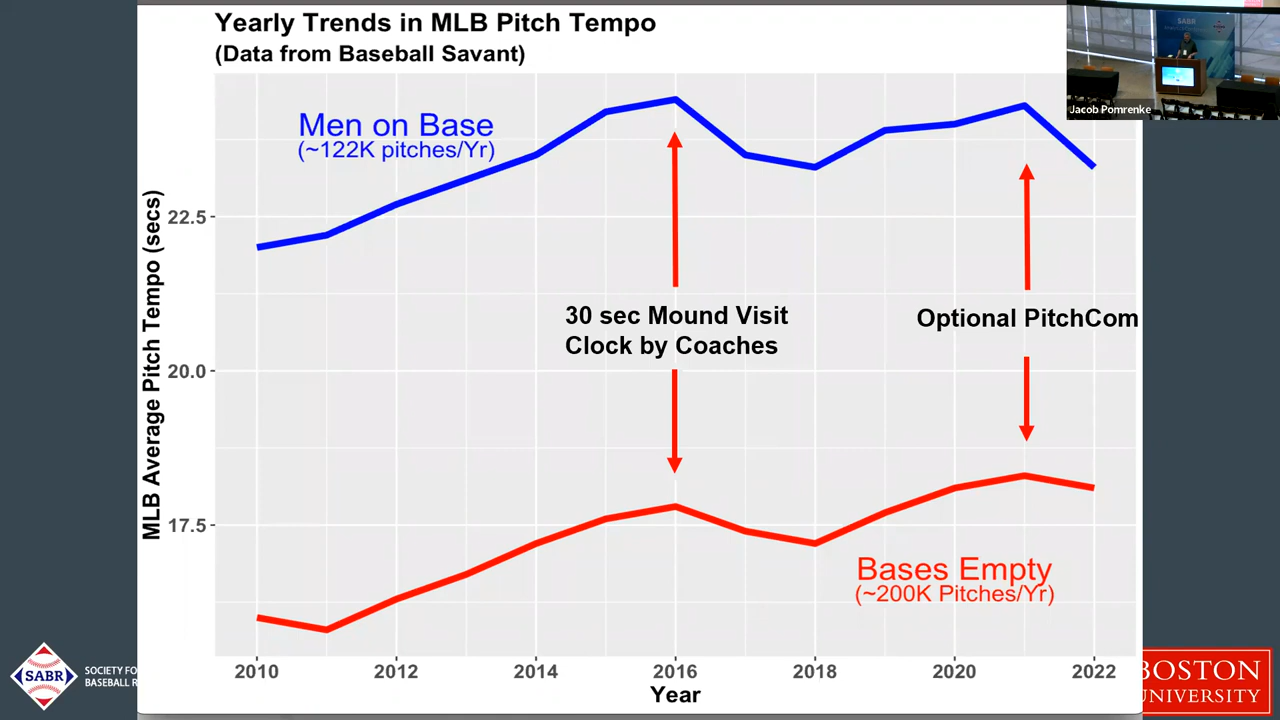 Yearly Trends in MLB Pitch Tempo
(Data from Baseball Savant)
SABR
Jacob Pomrenke
Men on Base
(~122K pitches/Yr)
MLB Average Pitch Tempo (secs)
22.5
20.0
17.5
30 sec Mound Visit
Clock by Coaches
Optional PitchCom
Bases Empty
(~200K Pitches/Yr)
2010
2012
2014
2016
2018
2020
2022
Year
SABR
SOCIETY FO
BASEBALL R
BOSTON
UNIVERSITY